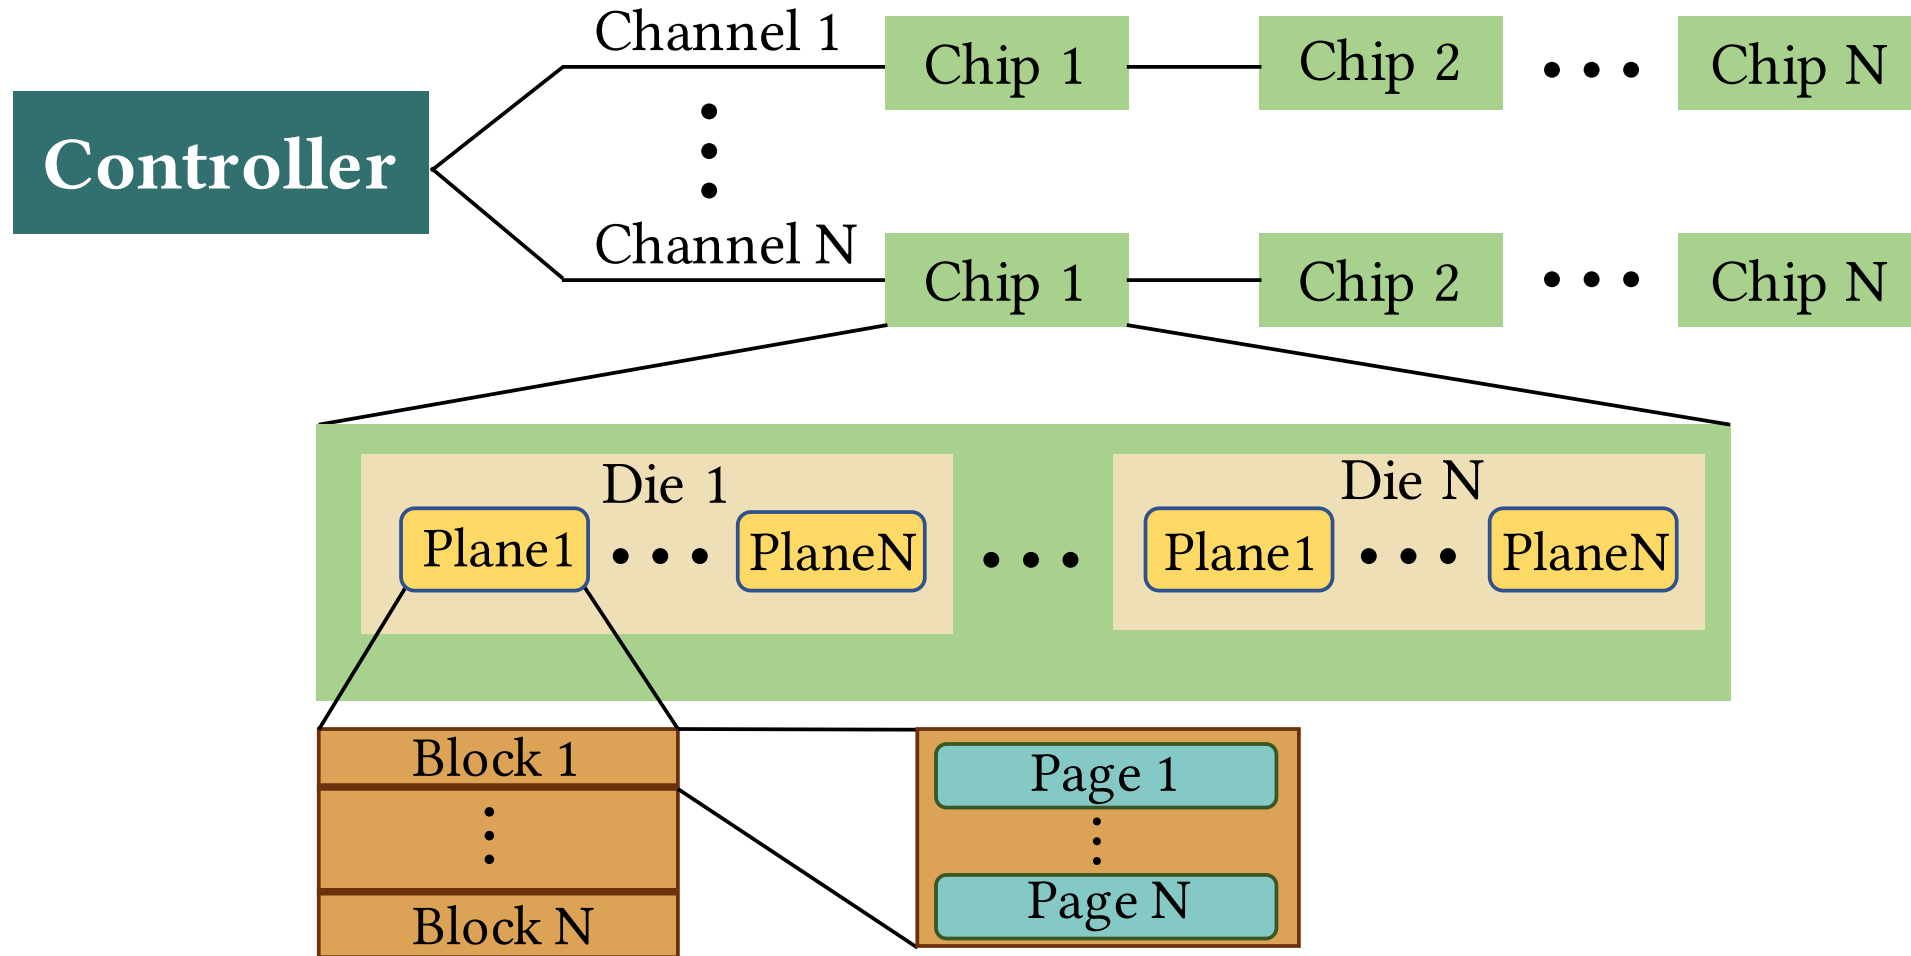 Channel 1
Chip 1
Chip 2
Chip N
Controller
Channel N
Chip 1
Chip 2
Chip N
Die 1
Die N
Plane1
PlaneN
Plane1
PlaneN
Block 1
Block N
Page 1
Page N